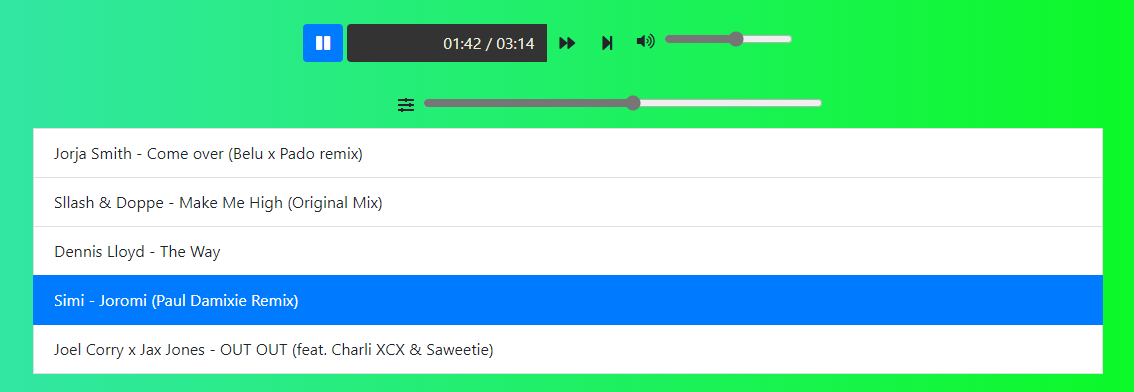 01:42 / 03:14
Jorja Smith - Come over (Belu x Pado remix)
Sllash & Doppe - Make Me High (Original Mix)
Dennis Lloyd - The Way
Simi - Joromi (Paul Damixie Remix)
Joel Corry x Jax Jones - OUT OUT (feat. Charli XCX & Saweetie)